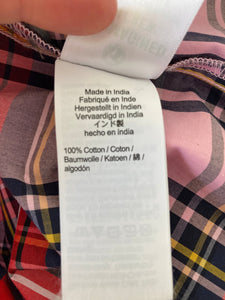 Made in India
Fabriqué en Inde
Hergestellt in Indien
Vervaardigd in India
インド製
hecho en india
100% Cotton / Coton /
Baumwolle / Katoen / 綿 /
algodón